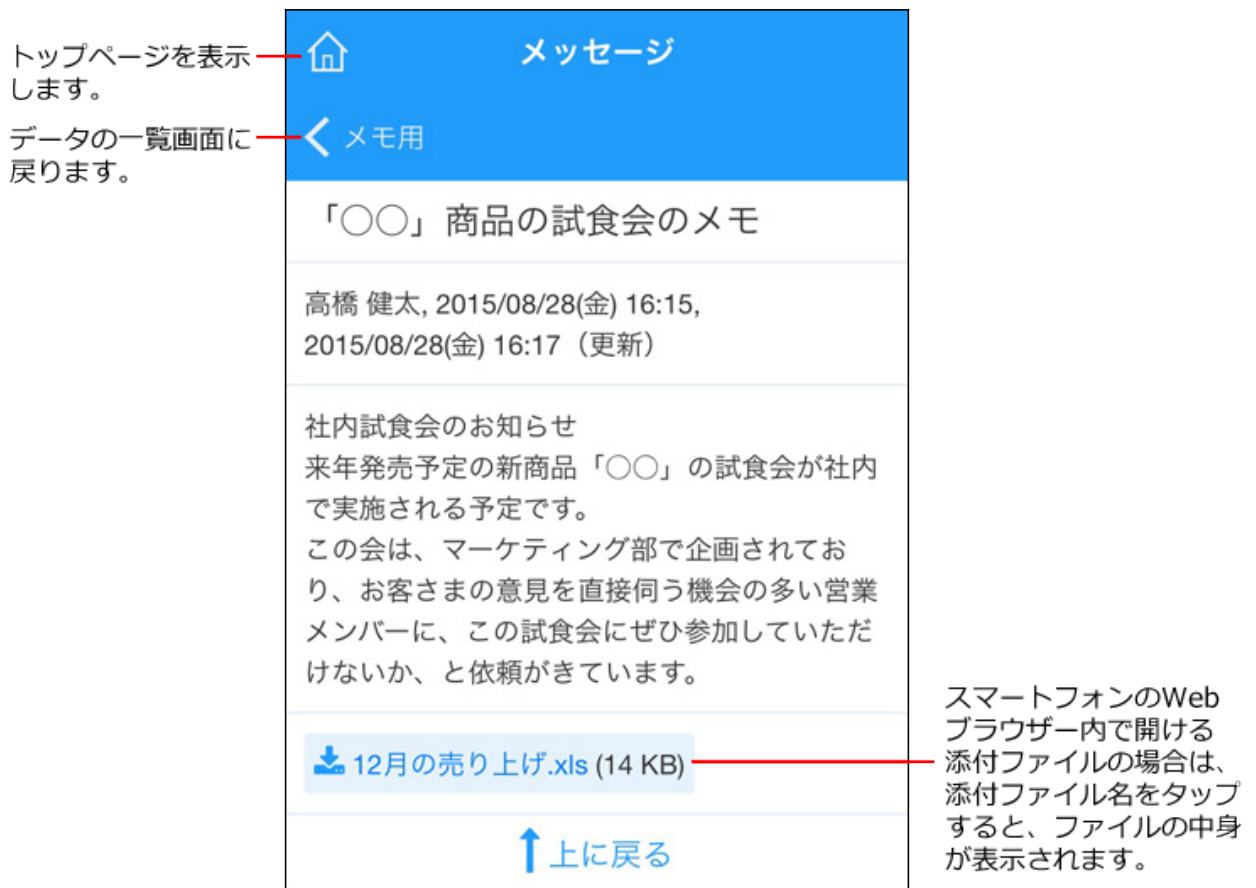 トップページを表示
します。
メッセージ
データの一覧画面に
戻ります。
メモ用
「○○」商品の試食会のメモ
高橋 健太, 2015/08/28(金) 16:15,
2015/08/28(金) 16:17（更新）
社内試食会のお知らせ
来年発売予定の新商品「○○」の試食会が社内
で実施される予定です。
この会は、マーケティング部で企画されてお
り、お客さまの意見を直接伺う機会の多い営業
メンバーに、この試食会にぜひ参加していただ
けないか、と依頼がきています。
12月の売り上げ.xls (14 KB)
スマートフォンのWeb
ブラウザー内で開ける
添付ファイルの場合は、
添付ファイル名をタップ
すると、ファイルの中身
が表示されます。
上に戻る